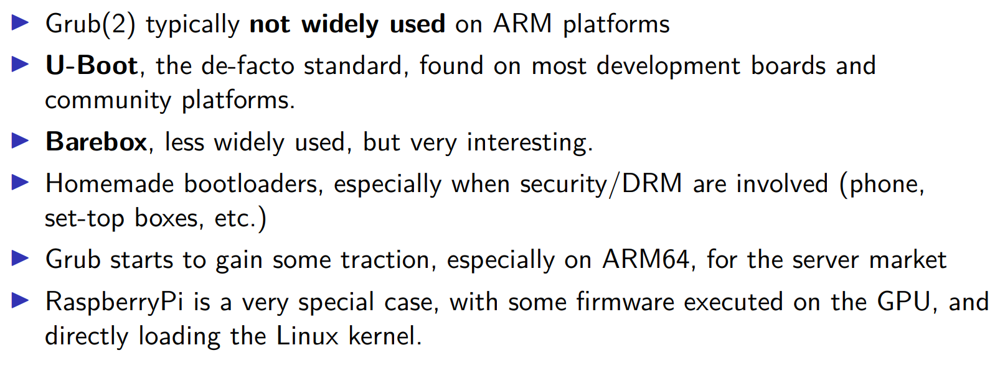 Grub(2) typically not widely used on ARM platforms
U-Boot, the de-facto standard, found on most development boards and
community platforms.
Barebox, less widely used, but very interesting.
Homemade bootloaders, especially when security/DRM are involved (phone,
set-top boxes, etc.)
Grub starts to gain some traction, especially on ARM64, for the server market
RaspberryPi is a very special case, with some firmware executed on the GPU, and
directly loading the Linux kernel.